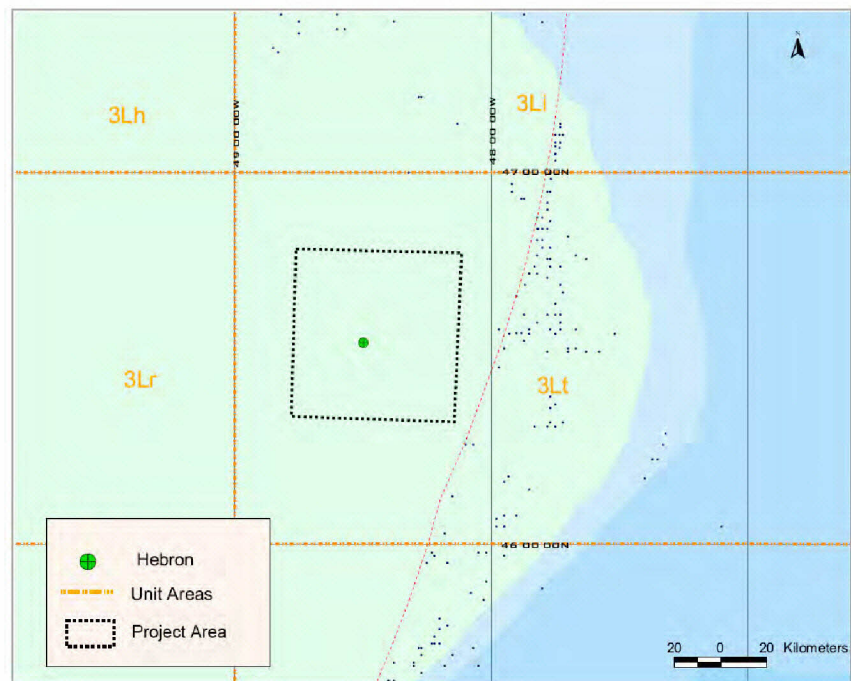 N
3Lh
3Li
49 00 00W
48 00 00W
47 00 00N
3Lr
3Lt
46 00 00N
Hebron
Unit Areas
Project Area
20 0 20 Kilometers